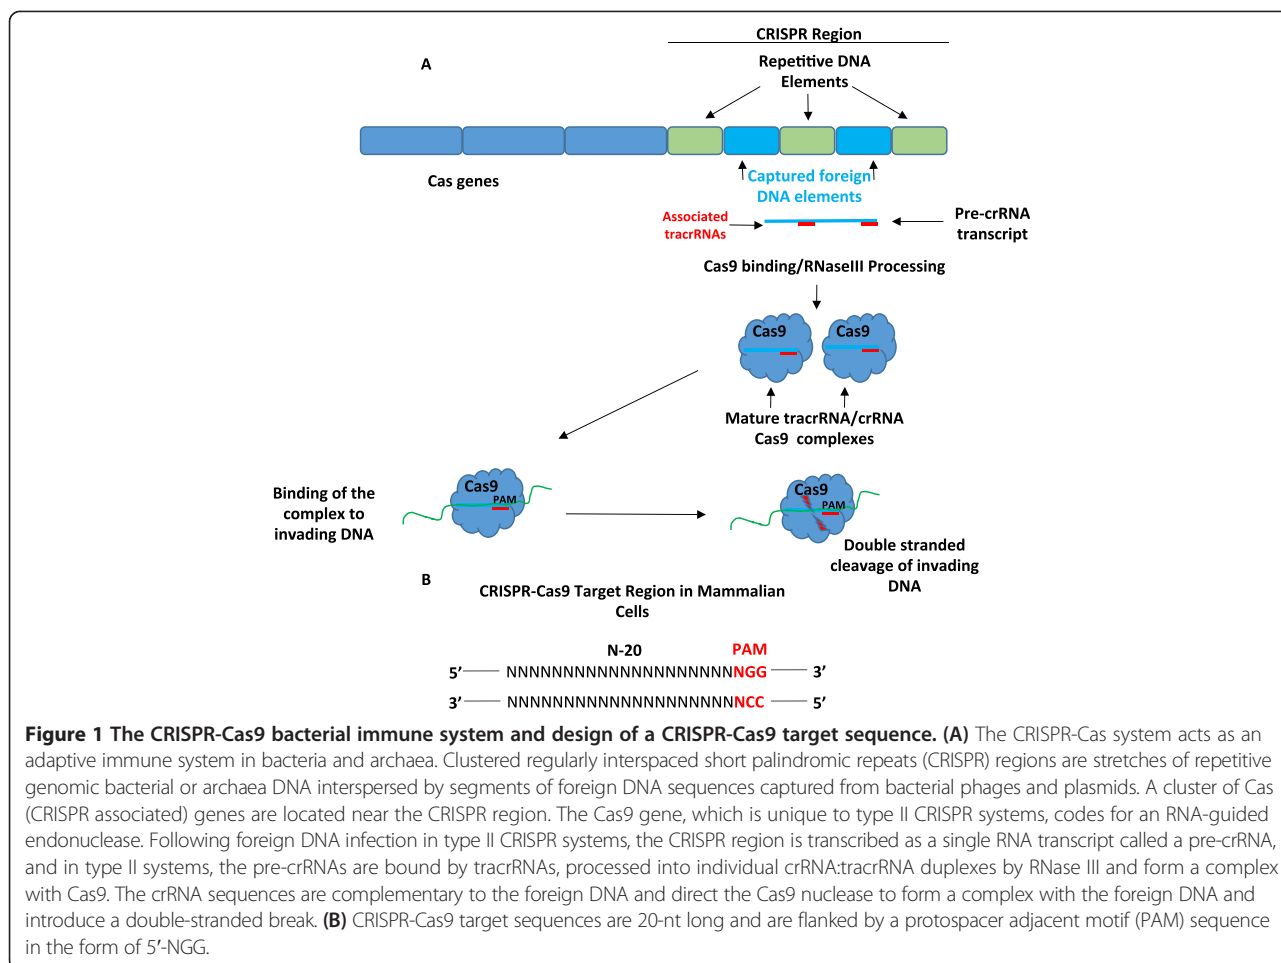 CRISPR Region
A
Repetitive DNA
Elements
Cas genes
Captured foreign
DNA elements
Associated
tracrRNAs
Pre-crRNA
transcript
Cas9 binding/RNaseIII Processing
Cas9
Cas9
Mature tracrRNA/crRNA
Cas9 complexes
Binding of the
complex to
invading DNA
Cas9
PAM
Cas9
PAM
Double stranded
cleavage of invading
DNA
B
CRISPR-Cas9 Target Region in Mammalian
Cells
N-20 PAM
5’ NNNNNNNNNNNNNNNNNNNNNGG 3’
3’ NNNNNNNNNNNNNNNNNNNNNCC 5’
Figure 1 The CRISPR-Cas9 bacterial immune system and design of a CRISPR-Cas9 target sequence. (A) The CRISPR-Cas system acts as an
adaptive immune system in bacteria and archaea. Clustered regularly interspaced short palindromic repeats (CRISPR) regions are stretches of repetitive
genomic bacterial or archaea DNA interspersed by segments of foreign DNA sequences captured from bacterial phages and plasmids. A cluster of Cas
(CRISPR associated) genes are located near the CRISPR region. The Cas9 gene, which is unique to type II CRISPR systems, codes for an RNA-guided
endonuclease. Following foreign DNA infection in type II CRISPR systems, the CRISPR region is transcribed as a single RNA transcript called a pre-crRNA,
and in type II systems, the pre-crRNAs are bound by tracrRNAs, processed into individual crRNA:tracrRNA duplexes by RNase III and form a complex
with Cas9. The crRNA sequences are complementary to the foreign DNA and direct the Cas9 nuclease to form a complex with the foreign DNA and
introduce a double-stranded break. (B) CRISPR-Cas9 target sequences are 20-nt long and are flanked by a protospacer adjacent motif (PAM) sequence
in the form of 5′-NGG.